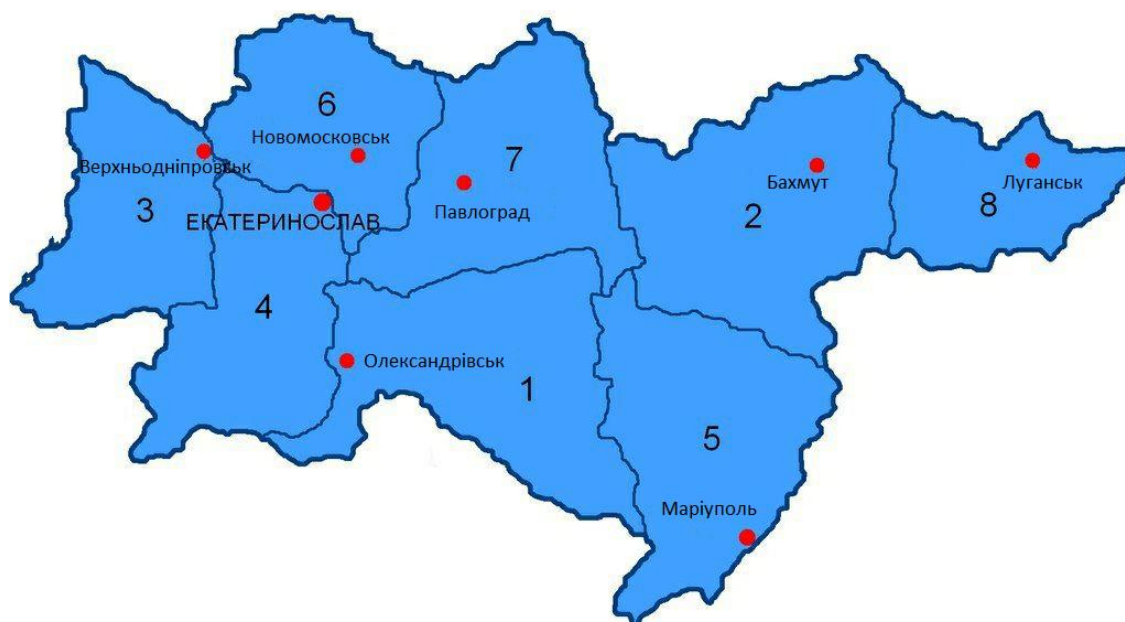 6
Новомосковськ
7
Верхньодніпровськ
3
ЕКАТЕРИНОСЛАВ
Павлоград
Бахмут
2
Луганськ
8
4
Олександрівськ
1
5
Маріуполь